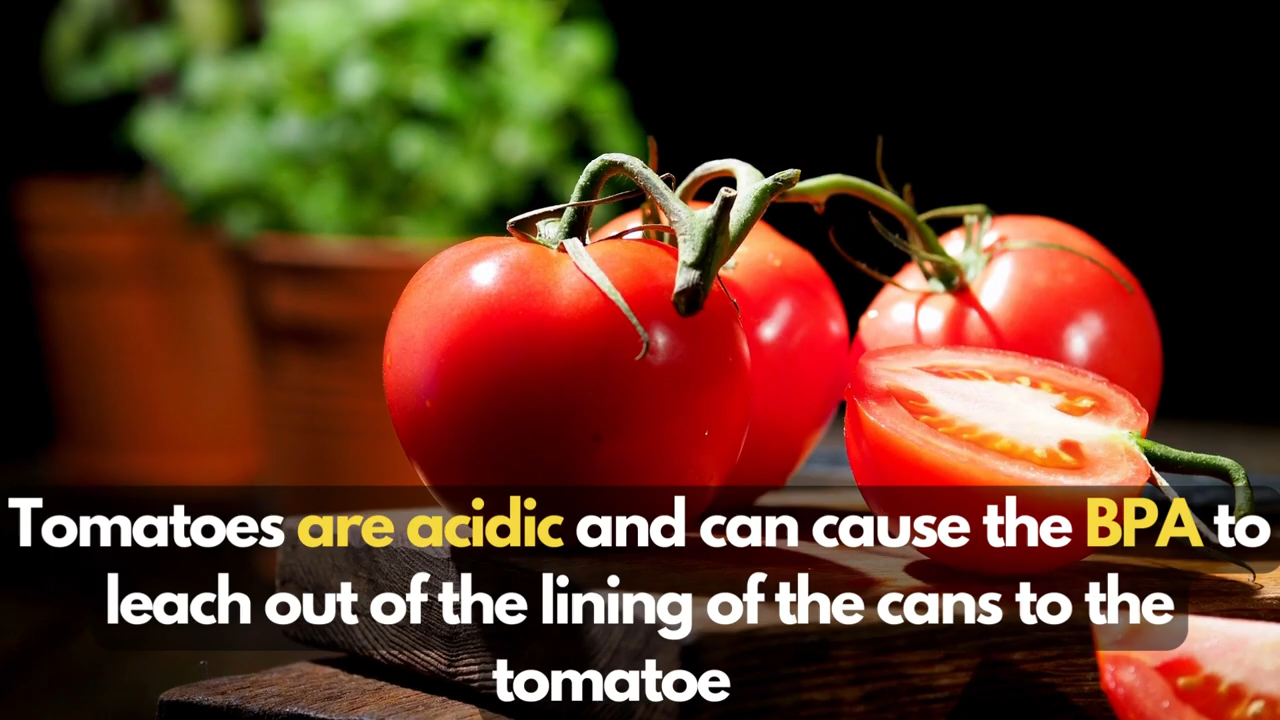 Tomatoes are acidic and can cause the BPA to
leach out of the lining of the cans to the
tomatoe